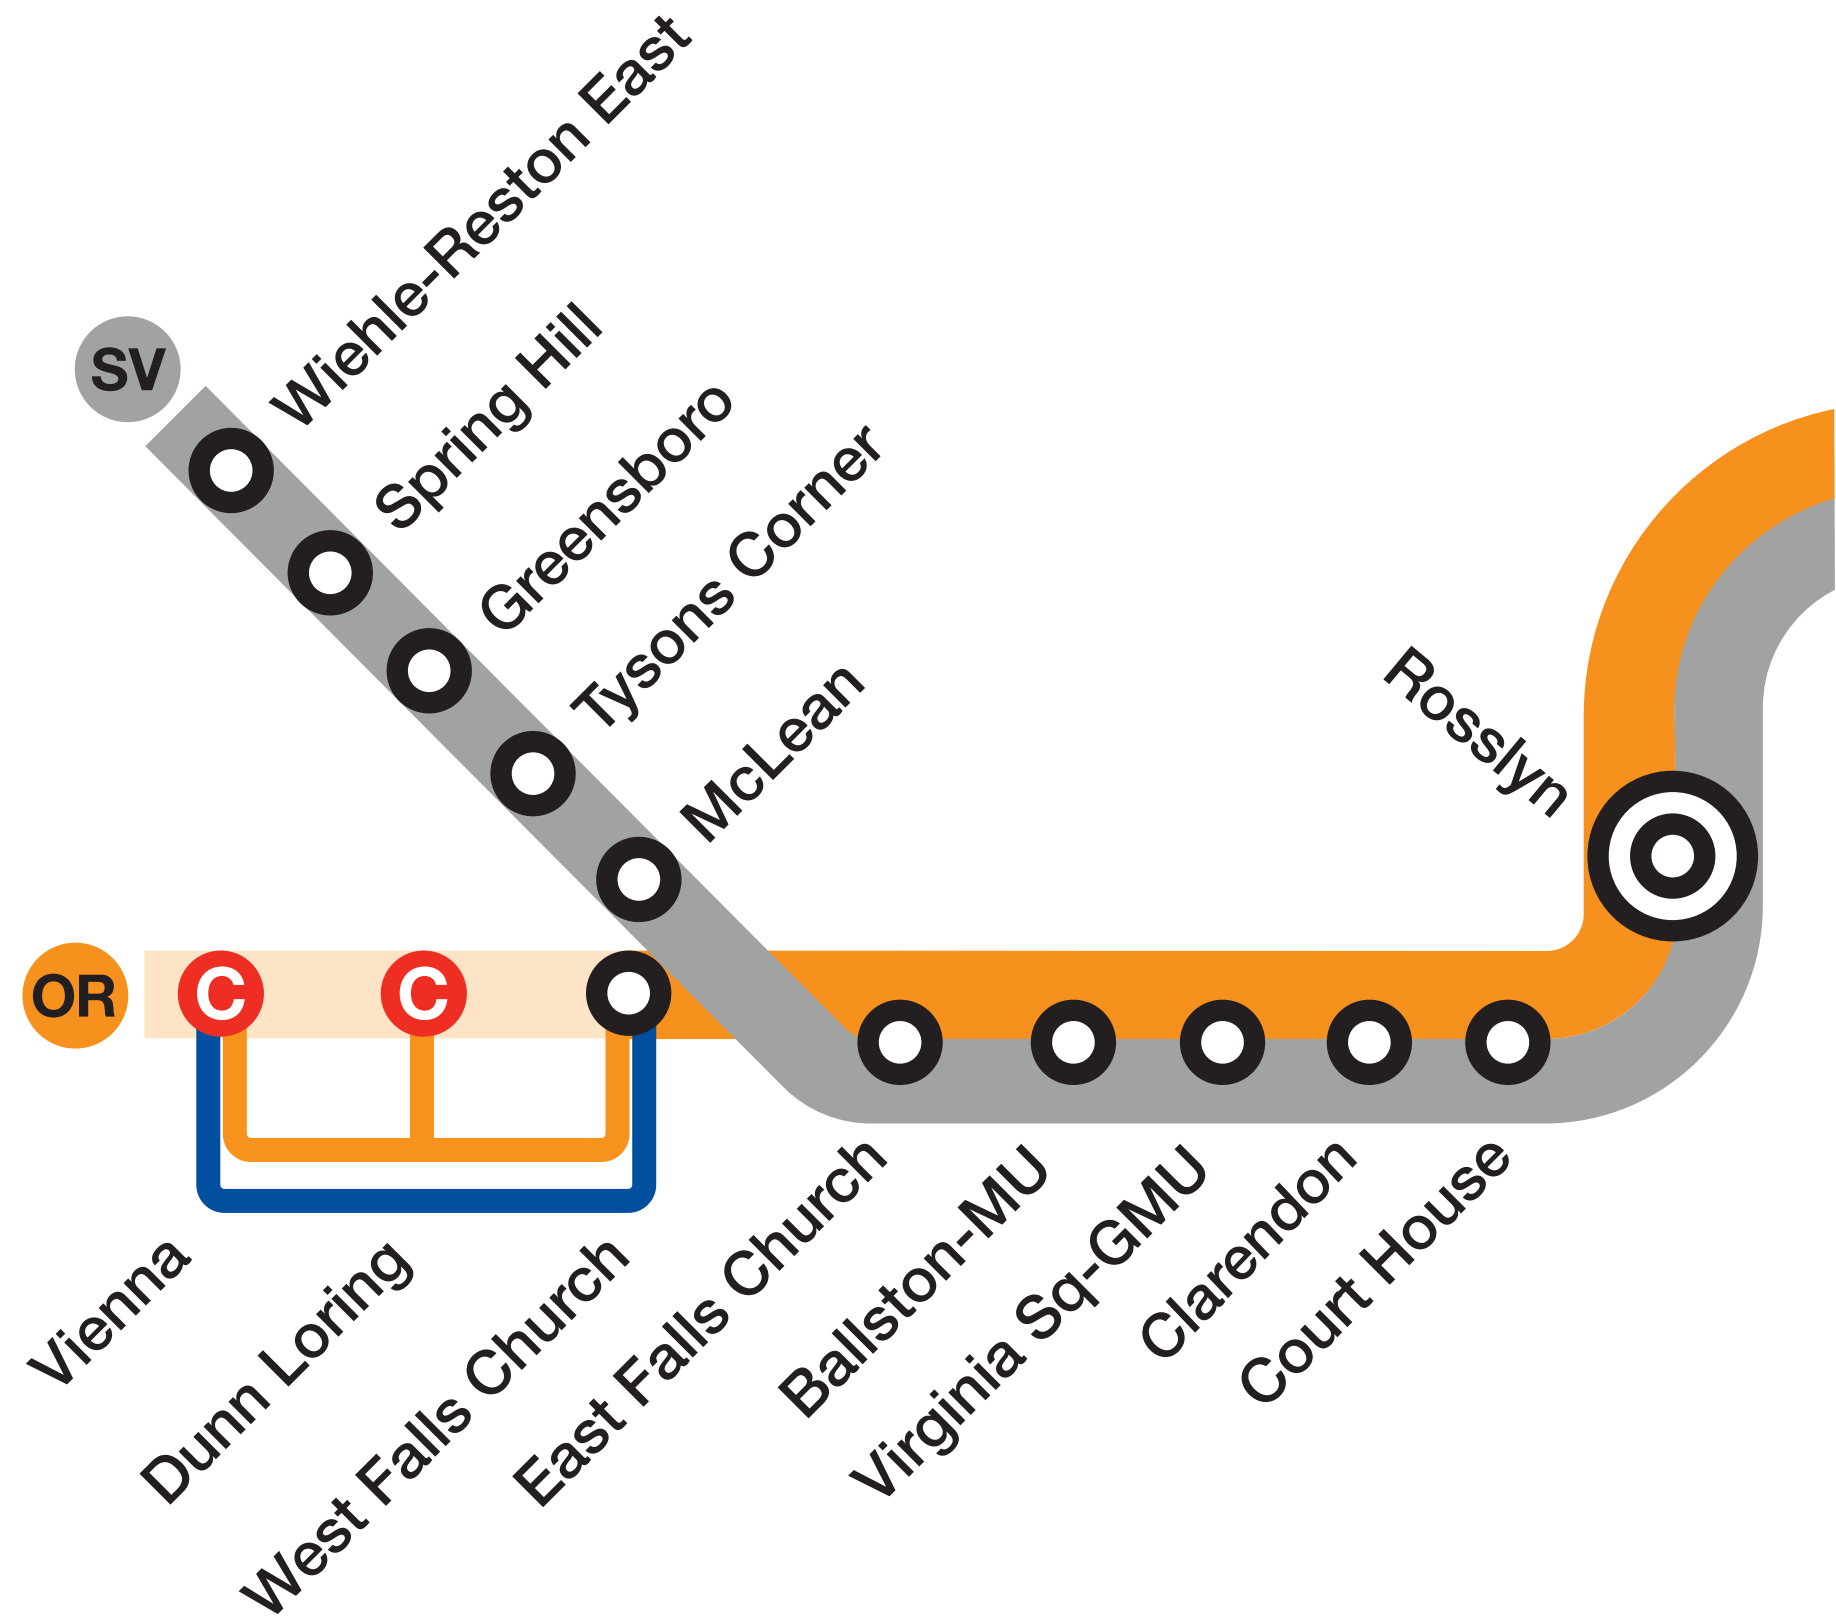 Wiehle-Reston East
SV
Spring Hill
Greensboro
Tysons Corner
McLean
Rosslyn
OR
C
C
Vienna
Dunn Loring
West Falls Church
East Falls Church
Ballston-MU
Virginia Sq-GMU
Clarendon
Court House